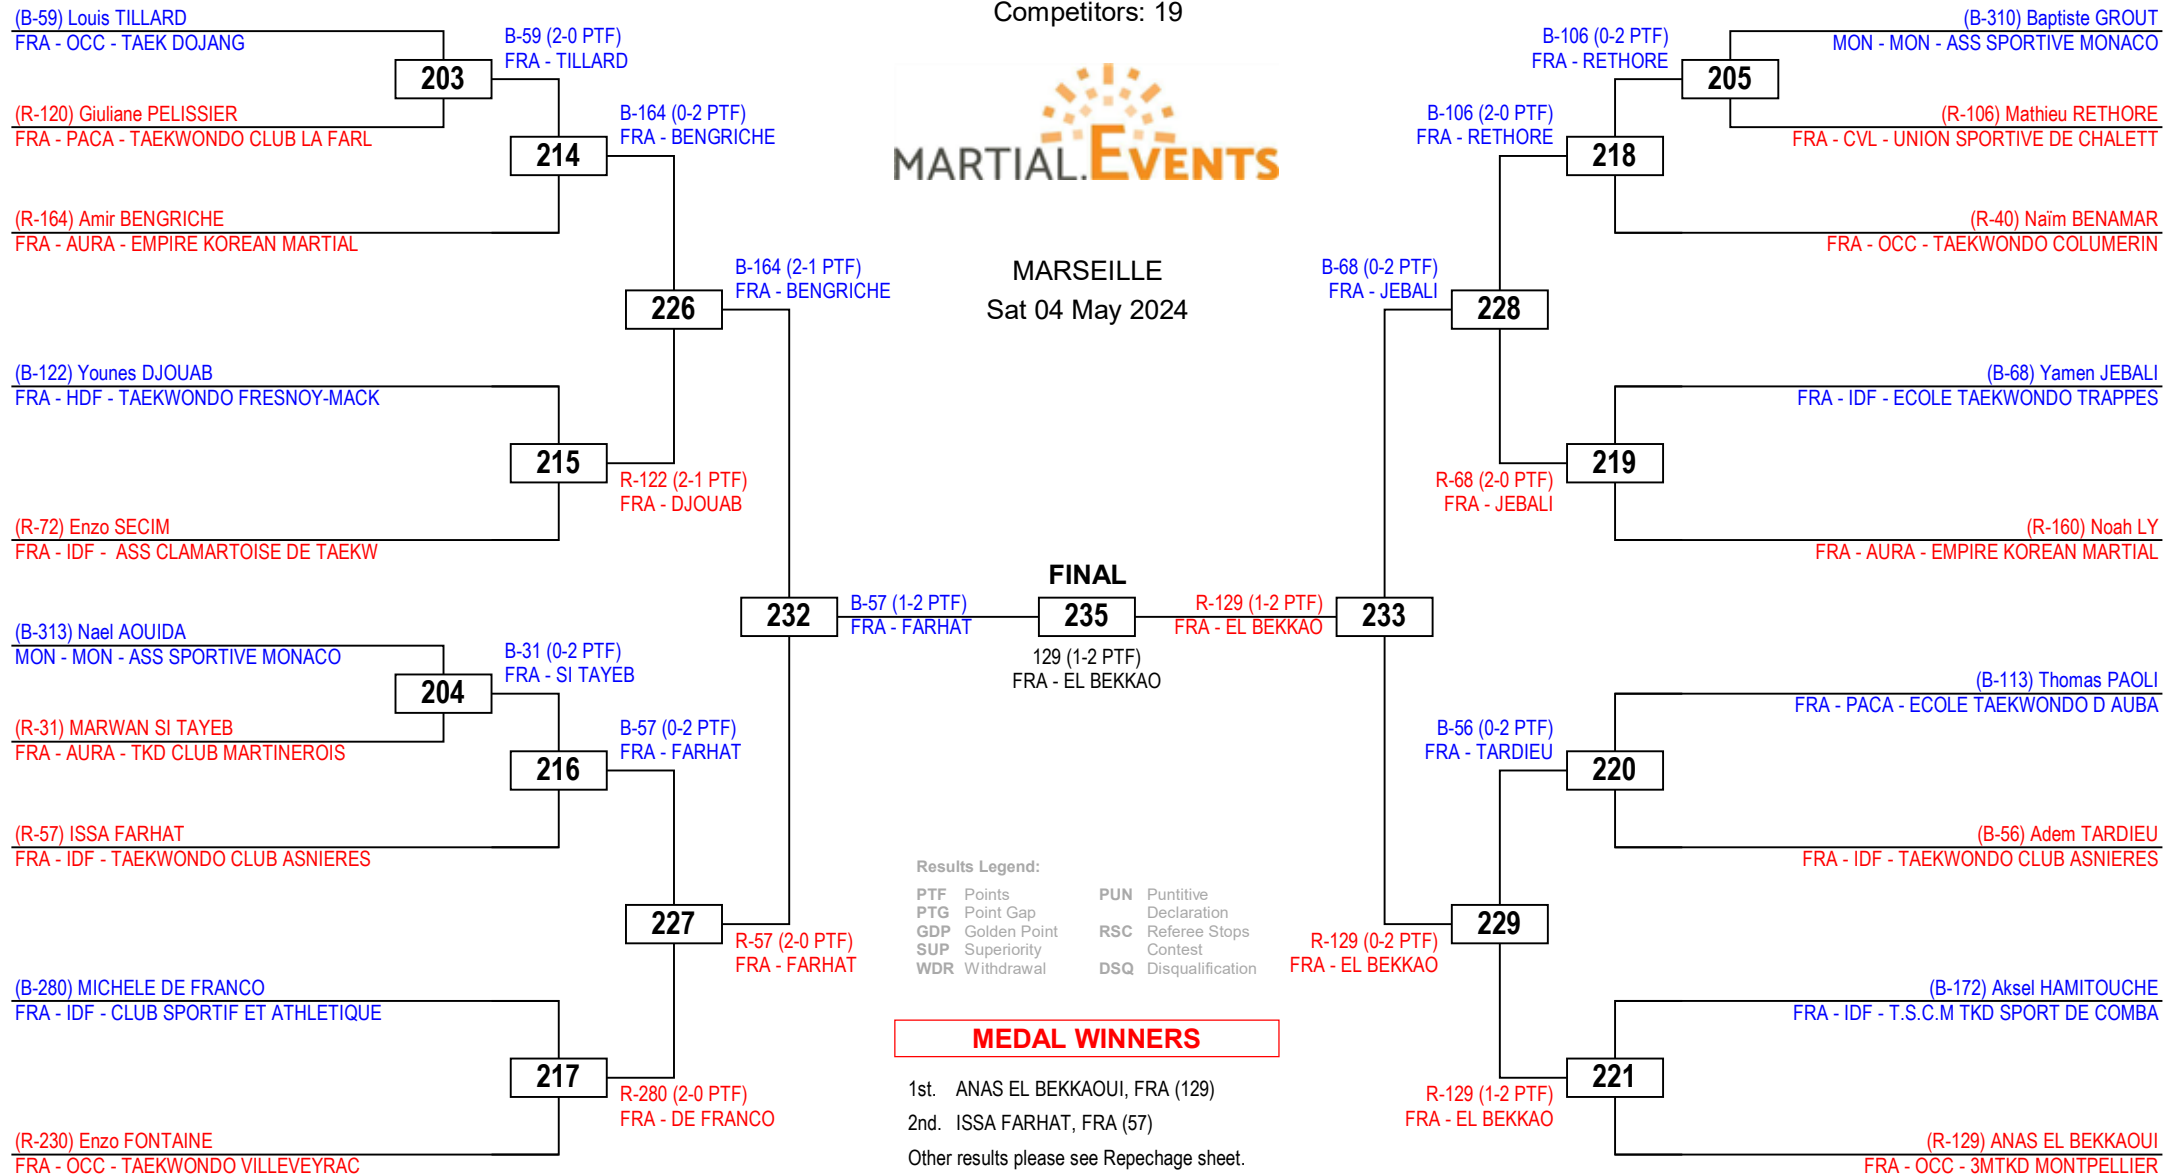 Competitors: 19
MARTIAL.EVENTS
MARSEILLE
Sat 04 May 2024
(B-59) Louis TILLARD
FRA - OCC - TAEK DOJANG
203
(R-120) Giuliane PELISSIER
FRA - PACA - TAEKWONDO CLUB LA FARL
B-59 (2-0 PTF)
FRA - TILLARD
214
(R-164) Amir BENGRICHE
FRA - AURA - EMPIRE KOREAN MARTIAL
B-164 (0-2 PTF)
FRA - BENGRICHE
226
B-164 (2-1 PTF)
FRA - BENGRICHE
(B-122) Younes DJOUAB
FRA - HDF - TAEKWONDO FRESNOY-MACK
215
R-122 (2-1 PTF)
FRA - DJOUAB
(R-72) Enzo SECIM
FRA - IDF -  ASS CLAMARTOISE DE TAEKW
232
B-57 (1-2 PTF)
FRA - FARHAT
(B-313) Nael AOUIDA
MON - MON - ASS SPORTIVE MONACO
204
(R-31) MARWAN SI TAYEB
FRA - AURA - TKD CLUB MARTINEROIS
B-31 (0-2 PTF)
FRA - SI TAYEB
216
(R-57) ISSA FARHAT
FRA - IDF - TAEKWONDO CLUB ASNIERES
B-57 (0-2 PTF)
FRA - FARHAT
227
R-57 (2-0 PTF)
FRA - FARHAT
(B-280) MICHELE DE FRANCO
FRA - IDF - CLUB SPORTIF ET ATHLETIQUE
217
R-280 (2-0 PTF)
FRA - DE FRANCO
(R-230) Enzo FONTAINE
FRA - OCC - TAEKWONDO VILLEVEYRAC
FINAL
235
129 (1-2 PTF)
FRA - EL BEKKAO
R-129 (1-2 PTF)
FRA - EL BEKKAO
233
(B-310) Baptiste GROUT
MON - MON - ASS SPORTIVE MONACO
205
(R-106) Mathieu RETHORE
FRA - CVL - UNION SPORTIVE DE CHALETT
B-106 (0-2 PTF)
FRA - RETHORE
218
(R-40) Naïm BENAMAR
FRA - OCC - TAEKWONDO COLUMERIN
B-106 (2-0 PTF)
FRA - RETHORE
228
B-68 (0-2 PTF)
FRA - JEBALI
(B-68) Yamen JEBALI
FRA - IDF - ECOLE TAEKWONDO TRAPPES
219
R-68 (2-0 PTF)
FRA - JEBALI
(R-160) Noah LY
FRA - AURA - EMPIRE KOREAN MARTIAL
(B-113) Thomas PAOLI
FRA - PACA - ECOLE TAEKWONDO D AUBA
220
B-56 (0-2 PTF)
FRA - TARDIEU
(B-56) Adem TARDIEU
FRA - IDF - TAEKWONDO CLUB ASNIERES
229
R-129 (0-2 PTF)
FRA - EL BEKKAO
(B-172) Aksel HAMITOUCHE
FRA - IDF - T.S.C.M TKD SPORT DE COMBA
221
R-129 (1-2 PTF)
FRA - EL BEKKAO
(R-129) ANAS EL BEKKAOUI
FRA - OCC - 3MTKD MONTPELLIER
Results Legend:
PTF Points
PTG Point Gap
GDP Golden Point
SUP Superiority
WDR Withdrawal
PUN Puntitive
Declaration
RSC Referee Stops
Contest
DSQ Disqualification
MEDAL WINNERS
1st. ANAS EL BEKKAOUI, FRA (129)
2nd. ISSA FARHAT, FRA (57)
Other results please see Repechage sheet.